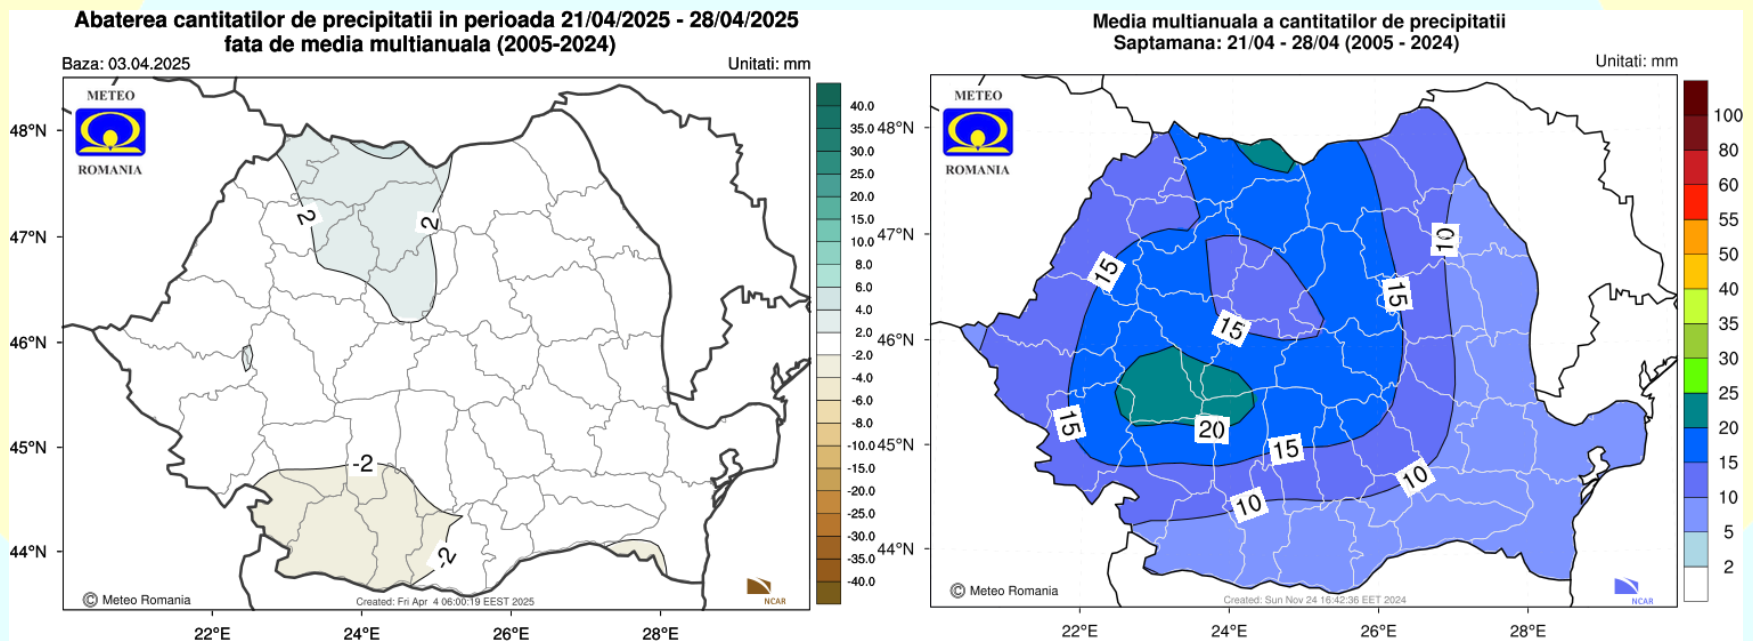 Abaterea cantitatilor de precipitatii in perioada 21/04/2025 - 28/04/2025
fata de media multianuala (2005-2024)
Baza: 03.04.2025
Unitati: mm
METEO
ROMANIA
48°N
47°N
46°N
45°N
44°N
2
2
-2
-2
40.0
35.0
30.0
25.0
20.0
15.0
10.0
8.0
6.0
4.0
2.0
-2.0
-4.0
-6.0
-8.0
-10.0
-15.0
-20.0
-25.0
-30.0
-35.0
-40.0
© Meteo Romania
Created: Fri Apr 4 06:00:19 EEST 2025
NCAR
22°E
24°E
26°E
28°E
Media multianuala a cantitatilor de precipitatii
Saptamana: 21/04 - 28/04 (2005 - 2024)
Unitati: mm
METEO
ROMANIA
48°N
47°N
46°N
45°N
44°N
10
15
15
15
15
20
15
10
10
100
80
60
55
50
40
35
30
25
20
15
10
5
2
© Meteo Romania
Created: Sun Nov 24 16:42:36 EET 2024
NCAR
22°E
24°E
26°E
28°E